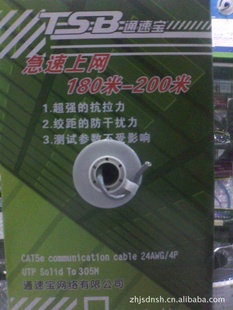 TSB 通速宝
急速上网
180米-200米
1.超强的抗拉力
2.绞距的防干扰力
3.测试参数不受影响
CAT5e communication cable 24AWG/4P
UTP Solid To 305M
通速宝网络有限公司
zhjsdnsh.1688.com